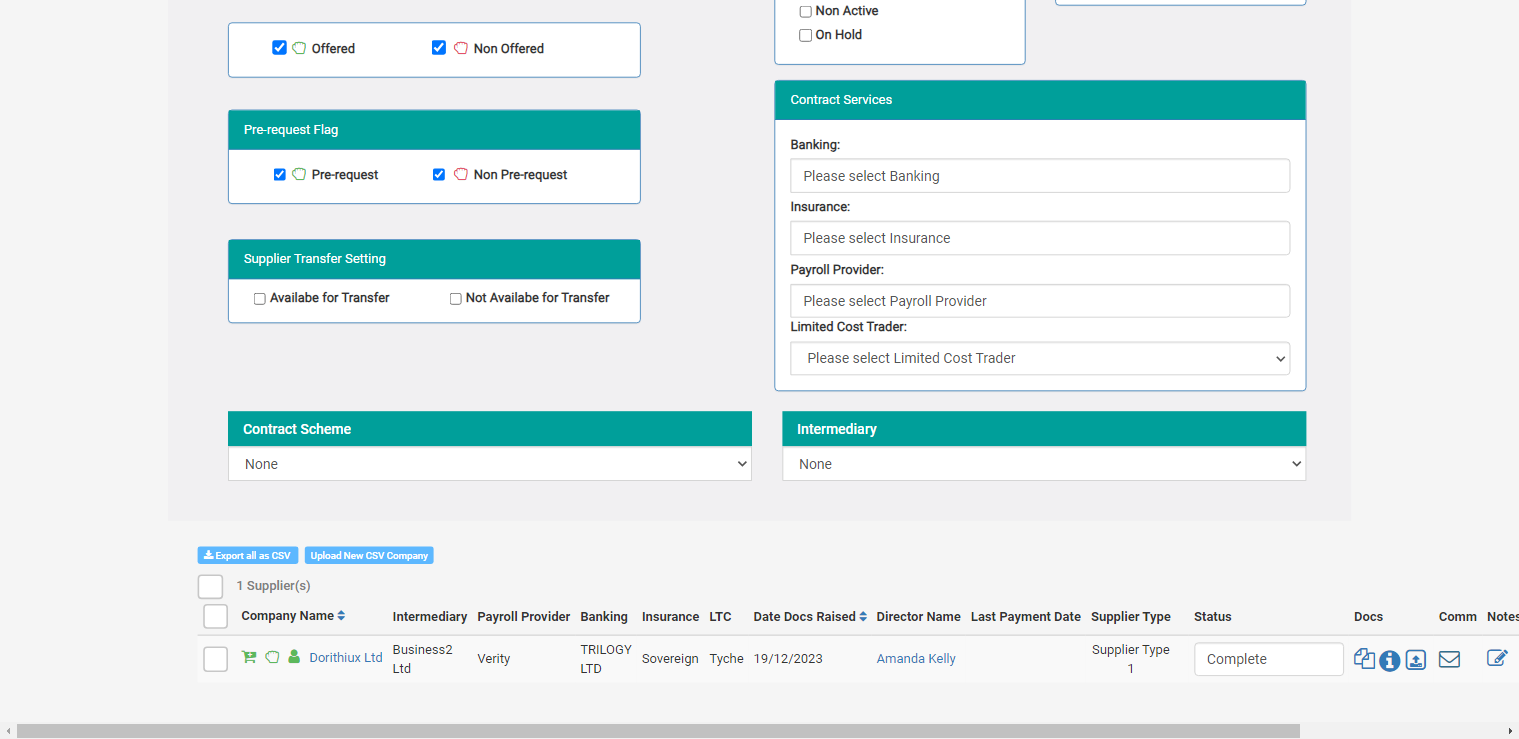 Non Active
On Hold
Offered
Non Offered
Contract Services
Pre-request Flag
Banking:
Pre-request
Non Pre-request
Please select Banking
Insurance:
Please select Insurance
Supplier Transfer Setting
Payroll Provider:
Availabe for Transfer
Not Availabe for Transfer
Please select Payroll Provider
Limited Cost Trader:
Please select Limited Cost Trader
Contract Scheme
Intermediary
None
None
Export all as CSV
Upload New CSV Company
1 Supplier(s)
Company Name Intermediary Payroll Provider Banking Insurance LTC Date Docs Raised Director Name Last Payment Date Supplier Type Status Docs Comm Notes
Dorithiux Ltd
Business2
Ltd
Verity
TRILOGY
LTD
Sovereign
Tyche
19/12/2023
Amanda Kelly
Supplier Type
1
Complete